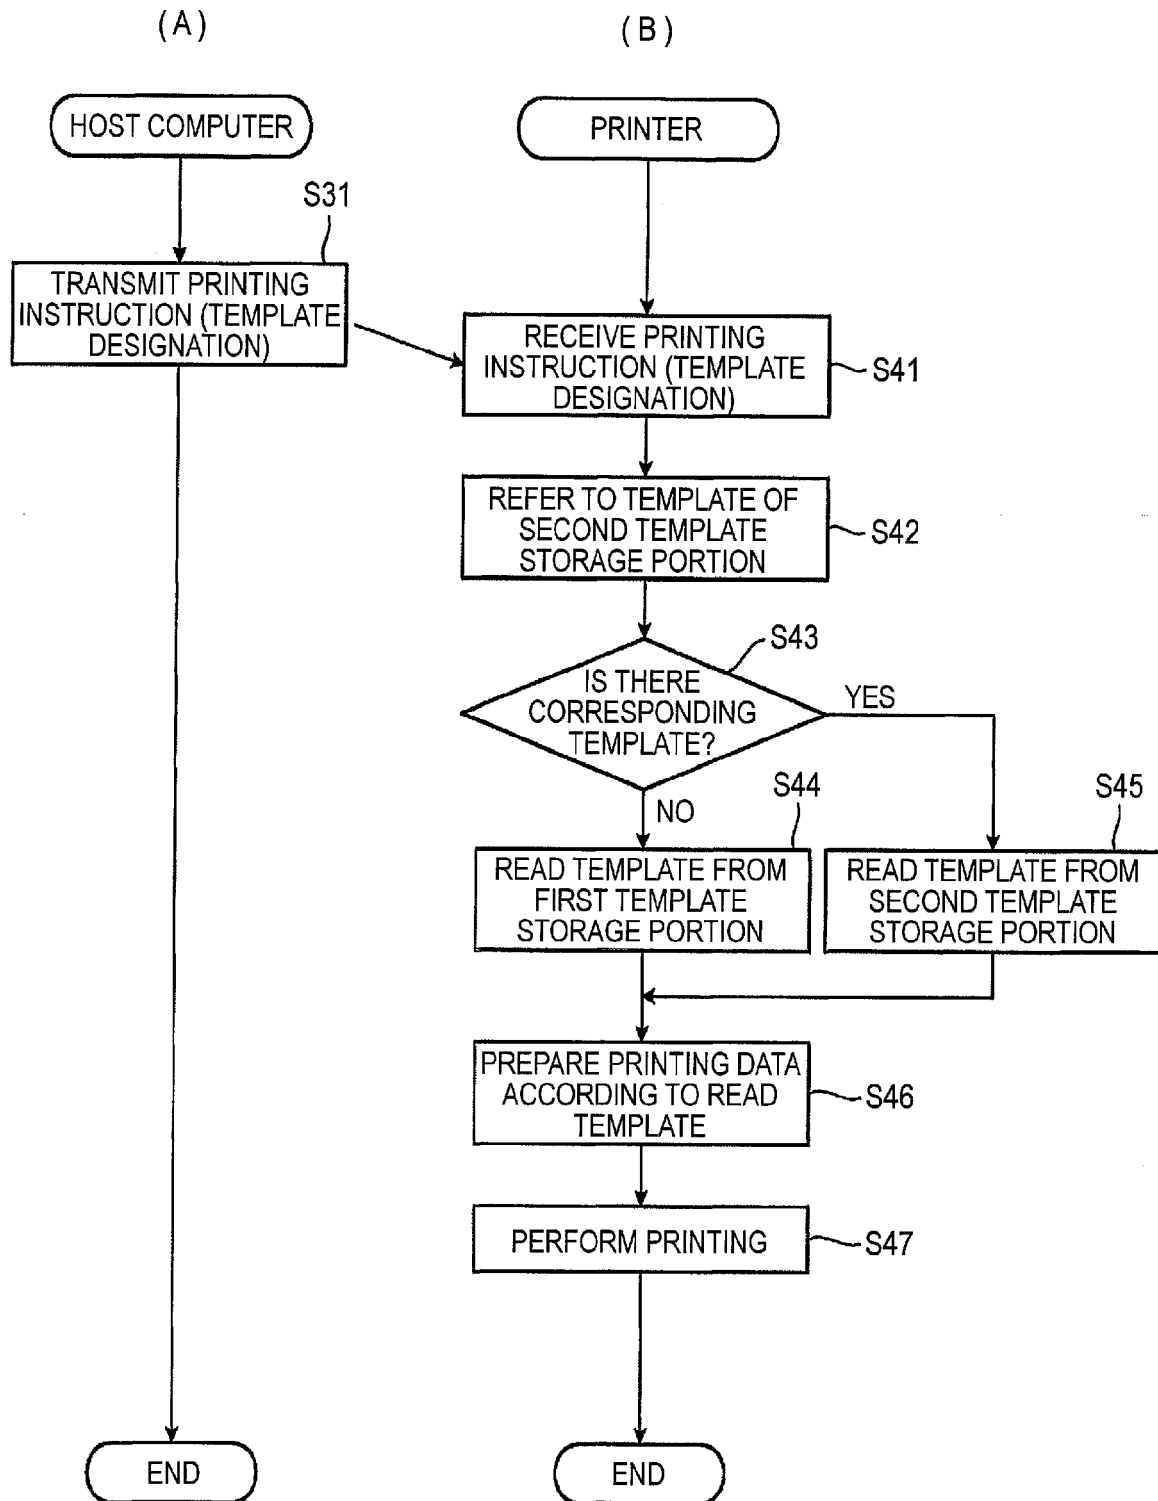 (A)
(B)
HOST COMPUTER
PRINTER
S31
TRANSMIT PRINTING
INSTRUCTION (TEMPLATE
DESIGNATION)
RECEIVE PRINTING
INSTRUCTION (TEMPLATE
DESIGNATION)
S41
REFER TO TEMPLATE OF
SECOND TEMPLATE
STORAGE PORTION
S42
S43
IS THERE
CORRESPONDING
TEMPLATE?
YES
NO
S44
S45
READ TEMPLATE FROM
FIRST TEMPLATE
STORAGE PORTION
READ TEMPLATE FROM
SECOND TEMPLATE
STORAGE PORTION
PREPARE PRINTING DATA
ACCORDING TO READ
TEMPLATE
S46
PERFORM PRINTING
S47
END
END